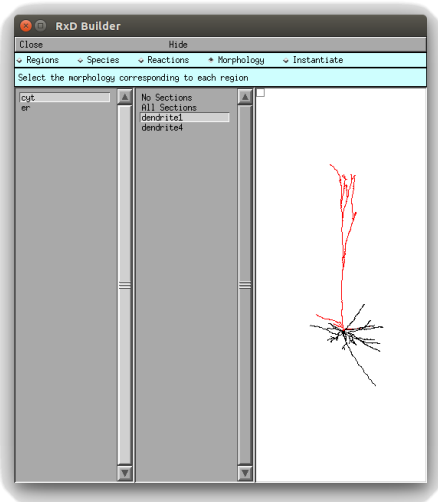 RxD Builder
Close Hide
Regions Species Reactions Morphology Instantiate
Select the morphology corresponding to each region
cyt
er
No Sections
All Sections
dendrite1
dendrite4